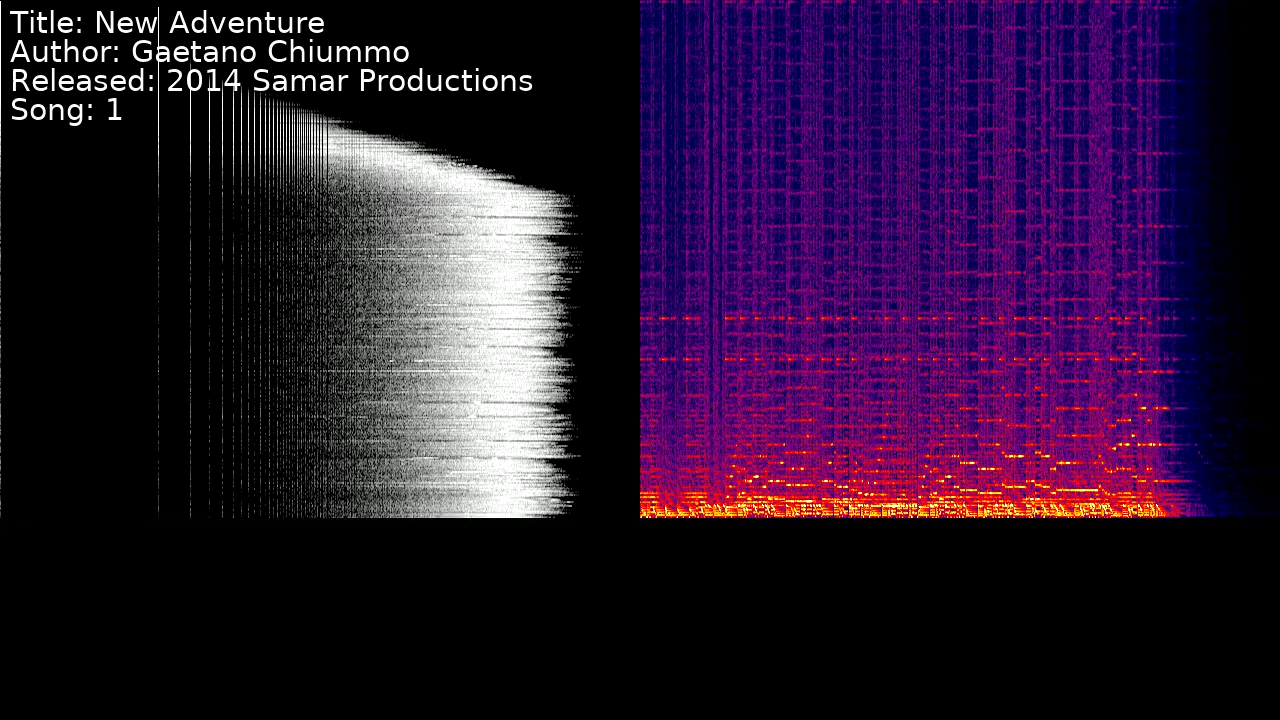 Title: New Adventure
Author: Gaetano Chiummo
Released: 2014 Samar Productions
Song: 1